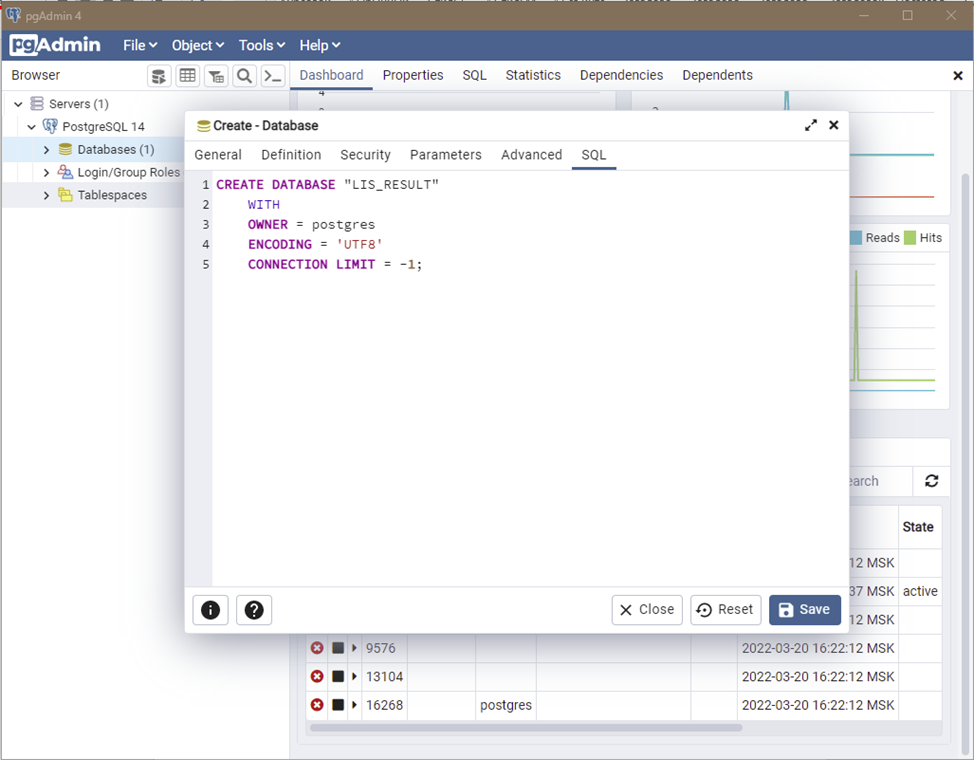 pgAdmin 4
pgAdmin File Object Tools Help
Browser Dashboard Properties SQL Statistics Dependencies Dependents
Servers (1)
PostgreSQL 14
Databases (1)
Login/Group Roles
Tablespaces
4
Create - Database
General Definition Security Parameters Advanced SQL
1 CREATE DATABASE "LIS_RESULT"
2 WITH
3 OWNER = postgres
4 ENCODING = 'UTF8'
5 CONNECTION LIMIT = -1;
Reads Hits
earch
State
12 MSK
37 MSK active
12 MSK
Close Reset Save
9576 2022-03-20 16:22:12 MSK
13104 2022-03-20 16:22:12 MSK
16268 postgres 2022-03-20 16:22:12 MSK